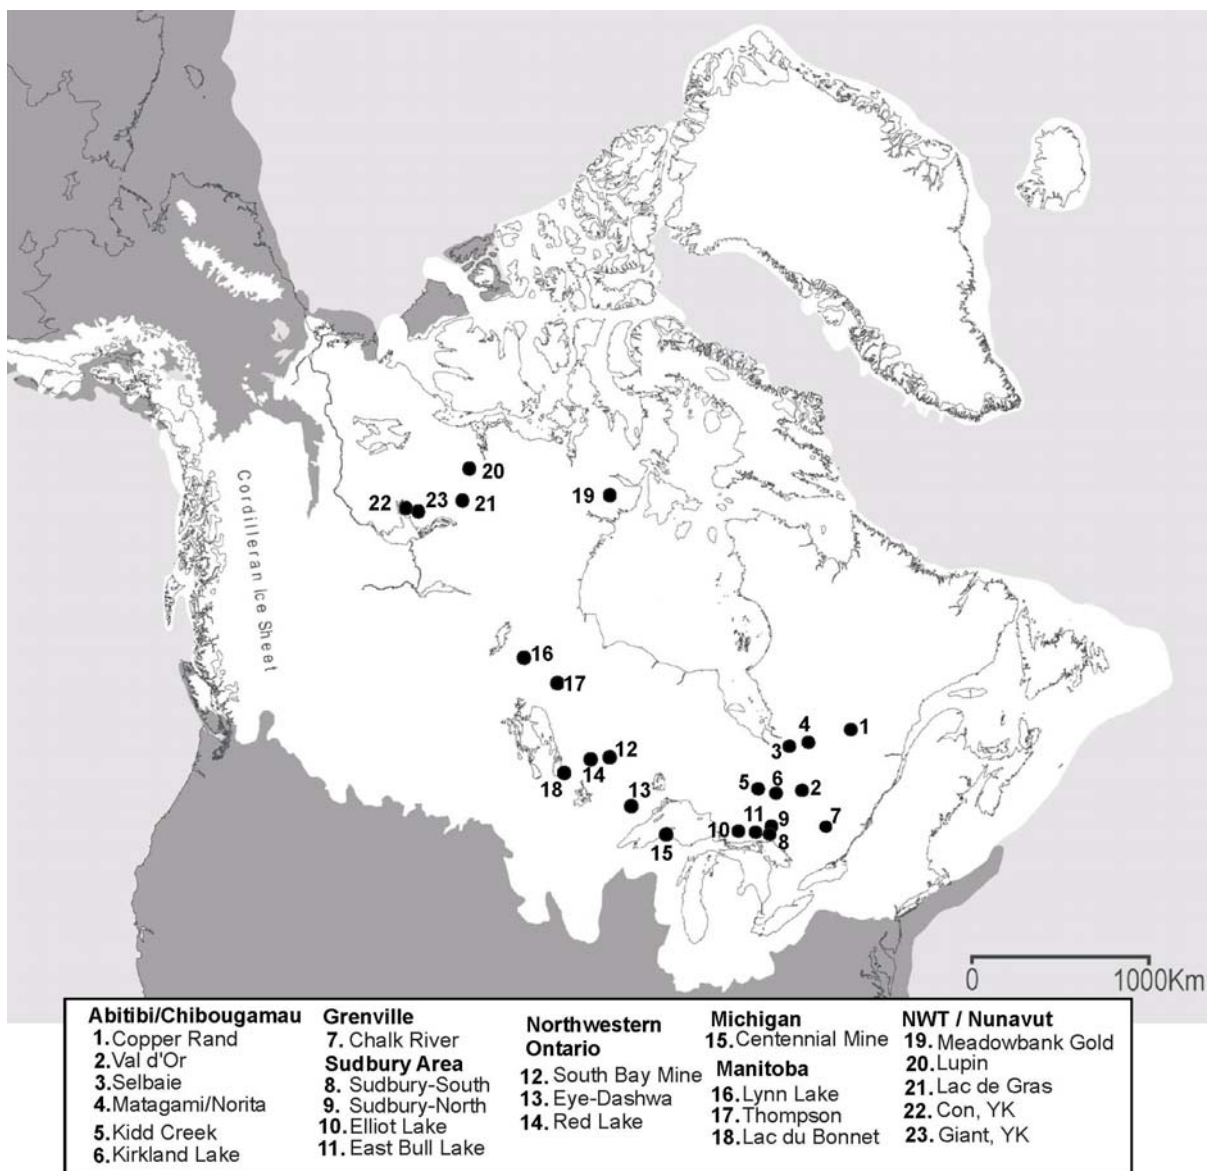 20
22
23
21
19
Cordilleran Ice Sheet
16
17
4
1
3
12
14
18
5
6
2
13
11
9
7
10
8
15
0 1000Km
Abitibi/Chibougamau
1. Copper Rand
2. Val d'Or
3. Selbaie
4. Matagami/Norita
5. Kidd Creek
6. Kirkland Lake
Grenville
7. Chalk River
Sudbury Area
8. Sudbury-South
9. Sudbury-North
10. Elliot Lake
11. East Bull Lake
Northwestern
Ontario
12. South Bay Mine
13. Eye-Dashwa
14. Red Lake
Michigan
15. Centennial Mine
Manitoba
16. Lynn Lake
17. Thompson
18. Lac du Bonnet
NWT / Nunavut
19. Meadowbank Gold
20. Lupin
21. Lac de Gras
22. Con, YK
23. Giant, YK